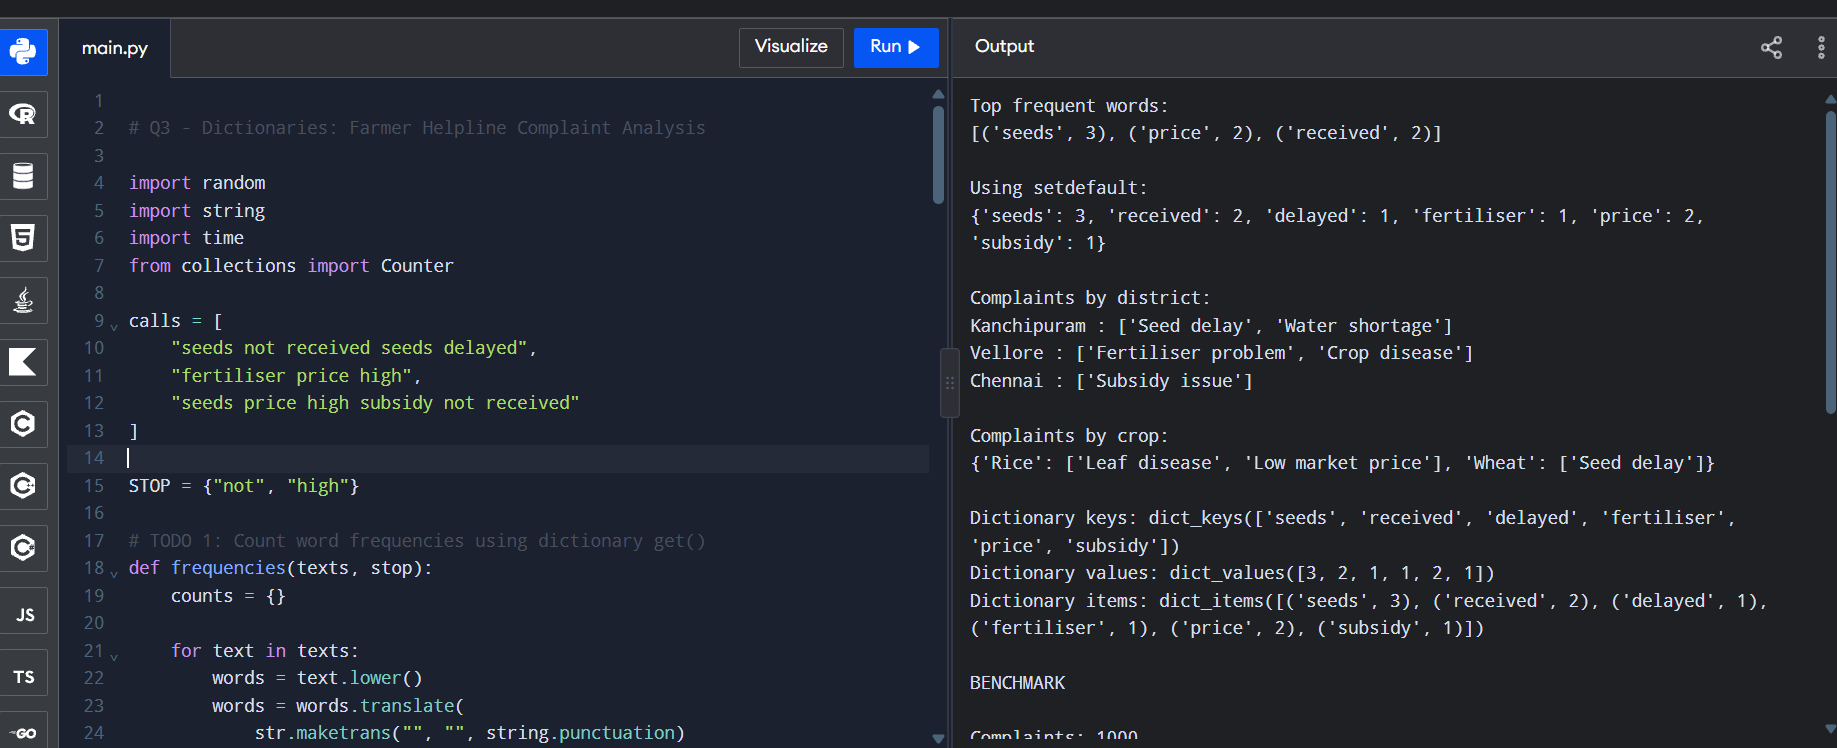 main.py
Visualize
Run
Output
1
2 # Q3 - Dictionaries: Farmer Helpline Complaint Analysis
3
4 import random
5 import string
6 import time
7 from collections import Counter
8
9 calls = [
10 "seeds not received seeds delayed",
11 "fertiliser price high",
12 "seeds price high subsidy not received"
13 ]
14
15 STOP = {"not", "high"}
16
17 # TODO 1: Count word frequencies using dictionary get()
18 def frequencies(texts, stop):
19 counts = {}
20
21 for text in texts:
22 words = text.lower()
23 words = words.translate(
24 str.maketrans("", "", string.punctuation)
R
5
C
C++
C#
JS
TS
GO
Top frequent words:
[('seeds', 3), ('price', 2), ('received', 2)]
Using setdefault:
{'seeds': 3, 'received': 2, 'delayed': 1, 'fertiliser': 1, 'price': 2,
'subsidy': 1}
Complaints by district:
Kanchipuram : ['Seed delay', 'Water shortage']
Vellore : ['Fertiliser problem', 'Crop disease']
Chennai : ['Subsidy issue']
Complaints by crop:
{'Rice': ['Leaf disease', 'Low market price'], 'Wheat': ['Seed delay']}
Dictionary keys: dict_keys(['seeds', 'received', 'delayed', 'fertiliser',
'price', 'subsidy'])
Dictionary values: dict_values([3, 2, 1, 1, 2, 1])
Dictionary items: dict_items([('seeds', 3), ('received', 2), ('delayed', 1),
('fertiliser', 1), ('price', 2), ('subsidy', 1)])
BENCHMARK
Complaints: 1000